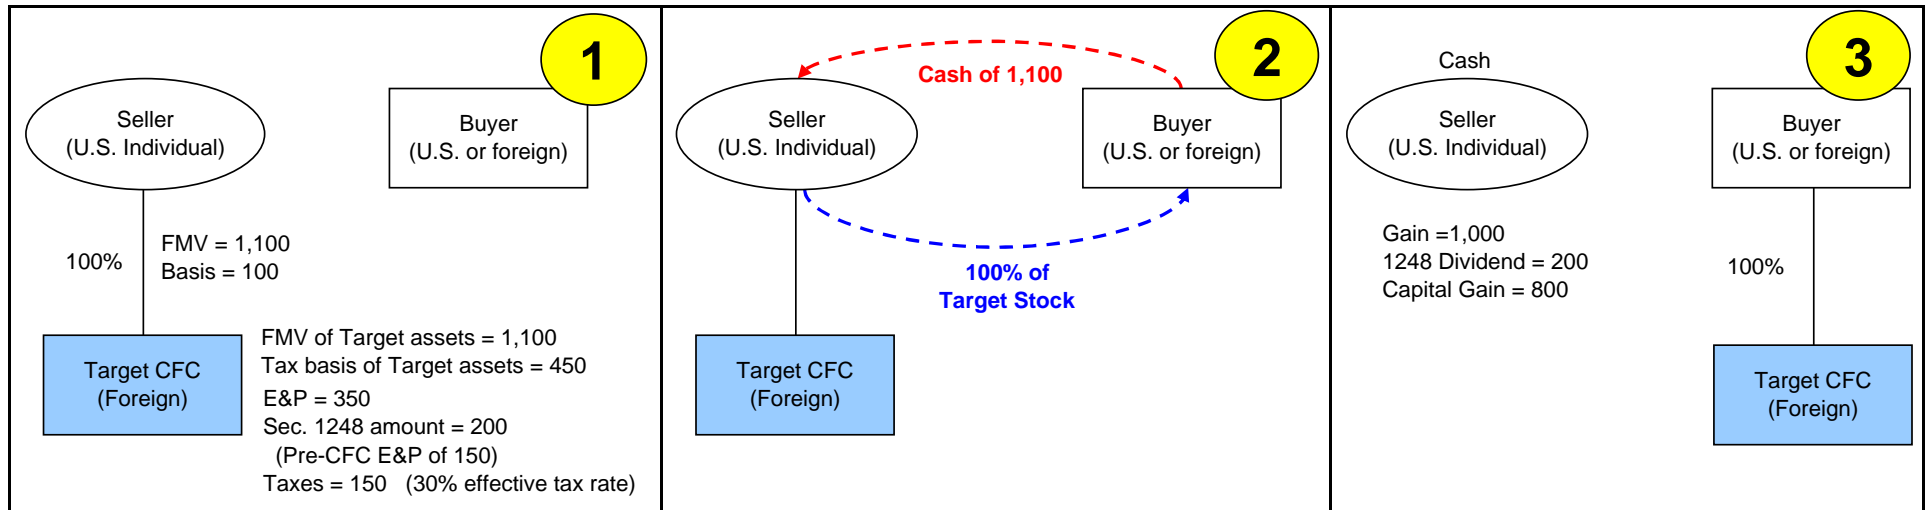 1
Seller
(U.S. Individual)
Buyer
(U.S. or foreign)
100%
FMV = 1,100
Basis = 100
Target CFC
(Foreign)
FMV of Target assets = 1,100
Tax basis of Target assets = 450
E&P = 350
Sec. 1248 amount = 200
(Pre-CFC E&P of 150)
Taxes = 150 (30% effective tax rate)
2
Cash of 1,100
Seller
(U.S. Individual)
Buyer
(U.S. or foreign)
100% of
Target Stock
Target CFC
(Foreign)
3
Cash
Seller
(U.S. Individual)
Buyer
(U.S. or foreign)
Gain =1,000
1248 Dividend = 200
Capital Gain = 800
100%
Target CFC
(Foreign)